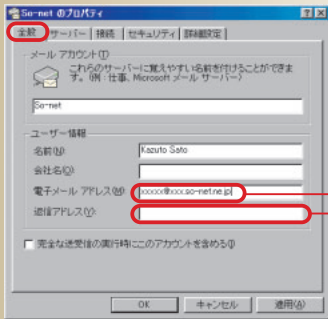 So-net のプロパティ
全般 サーバー 接続 セキュリティ 詳細設定
メール アカウント(T)
これらのサーバーに覚えやすい名前を付けることができま
す。(例 : 仕事、Microsoft メール サーバー)
So-net
ユーザー情報
名前(N): Kazuto Sato
会社名(O):
電子メール アドレス(M): xxxxx@xxx.so-net.ne.jp
返信アドレス(Y):
完全な送受信の実行時にこのアカウントを含める(I)
OK キャンセル 適用(A)